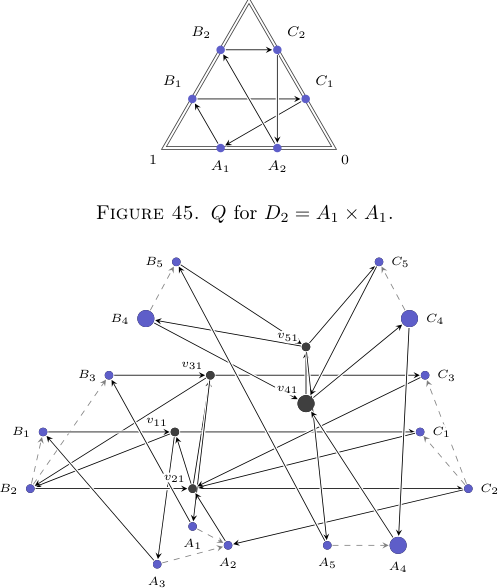 B₂ C₂
B₁ C₁
1 A₁ A₂ 0
FIGURE 45. Q for D₂ = A₁ × A₁.
B₅ C₅
B₄ C₄
v₅₁
B₃ v₃₁ v₄₁ C₃
B₁ v₁₁ C₁
B₂ v₂₁ C₂
A₁ A₂ A₅ A₄
A₃